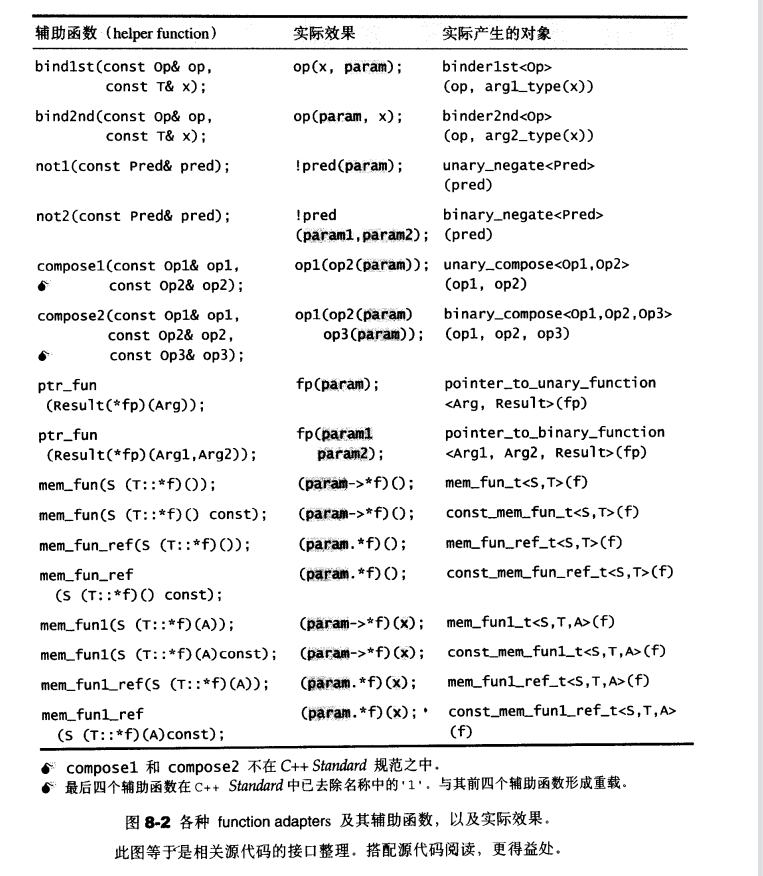 辅助函数（helper function） 实际效果 实际产生的对象
bind1st(const Op& op, op(x, param); binder1st<Op>
const T& x); (op, arg1_type(x))
bind2nd(const Op& op, op(param, x); binder2nd<Op>
const T& x); (op, arg2_type(x))
not1(const Pred& pred); !pred(param); unary_negate<Pred>
(pred)
not2(const Pred& pred); !pred binary_negate<Pred>
(param1,param2); (pred)
compose1(const Op1& op1, op1(op2(param)); unary_compose<Op1,Op2>
const Op2& op2); (op1, op2)
compose2(const Op1& op1, op1(op2(param) binary_compose<Op1,Op2,Op3>
const Op2& op2, op3(param)); (op1, op2, op3)
const Op3& op3);
ptr_fun fp(param); pointer_to_unary_function
(Result(*fp)(Arg)); <Arg, Result>(fp)
ptr_fun fp(param1 pointer_to_binary_function
(Result(*fp)(Arg1,Arg2)); param2); <Arg1, Arg2, Result>(fp)
mem_fun(S (T::*f)()); (param->*f)(); mem_fun_t<S,T>(f)
mem_fun(S (T::*f)() const); (param->*f)(); const_mem_fun_t<S,T>(f)
mem_fun_ref(S (T::*f)()); (param.*f)(); mem_fun_ref_t<S,T>(f)
mem_fun_ref (param.*f)(); const_mem_fun_ref_t<S,T>(f)
(S (T::*f)() const);
mem_fun1(S (T::*f)(A)); (param->*f)(x); mem_fun1_t<S,T,A>(f)
mem_fun1(S (T::*f)(A)const); (param->*f)(x); const_mem_fun1_t<S,T,A>(f)
mem_fun1_ref(S (T::*f)(A)); (param.*f)(x); mem_fun1_ref_t<S,T,A>(f)
mem_fun1_ref (param.*f)(x); const_mem_fun1_ref_t<S,T,A>
(S (T::*f)(A)const); (f)
compose1 和 compose2 不在 C++ Standard 规范之中．
最后四个辅助函数在 C++ Standard 中已去除名称中的'1'．与其前四个辅助函数形成重载。
图 8-2 各种 function adapters 及其辅助函数，以及实际效果。
此图等于是相关源代码的接口整理．搭配源代码阅读，更得益处。